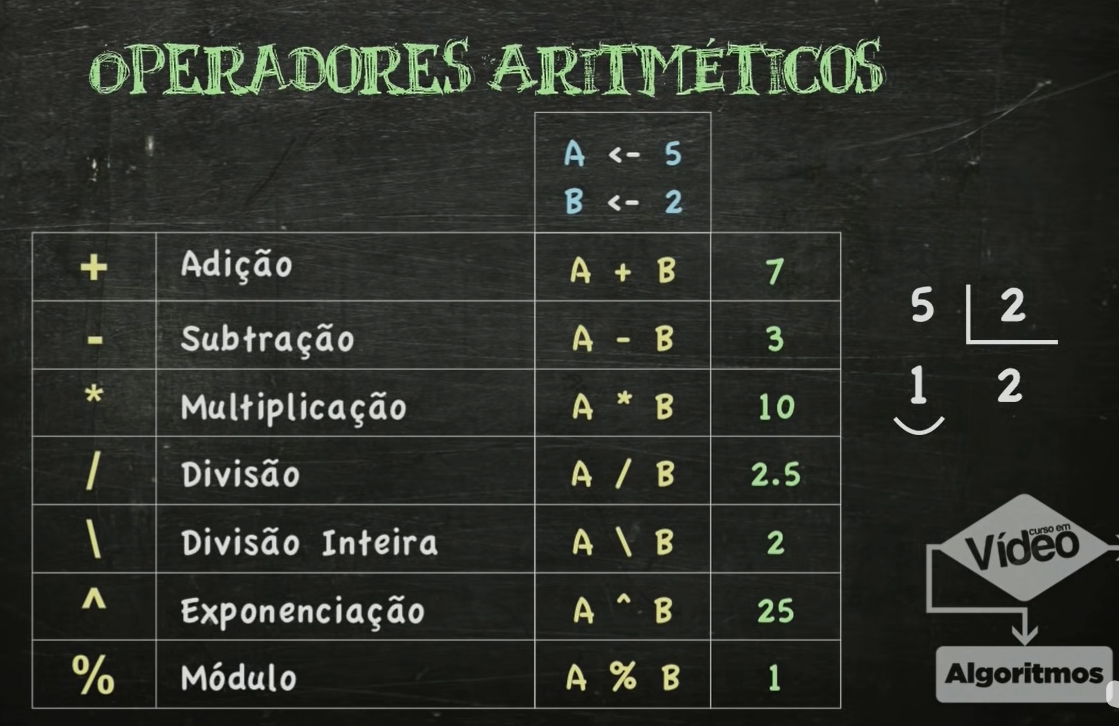 OPERADORES ARITMÉTICOS
A <- 5
B <- 2
+ Adição A + B 7
- Subtração A - B 3
* Multiplicação A * B 10
/ Divisão A / B 2.5
\ Divisão Inteira A \ B 2
^ Exponenciação A ^ B 25
% Módulo A % B 1
5 2
1 2
curso em
Vídeo
Algoritmos